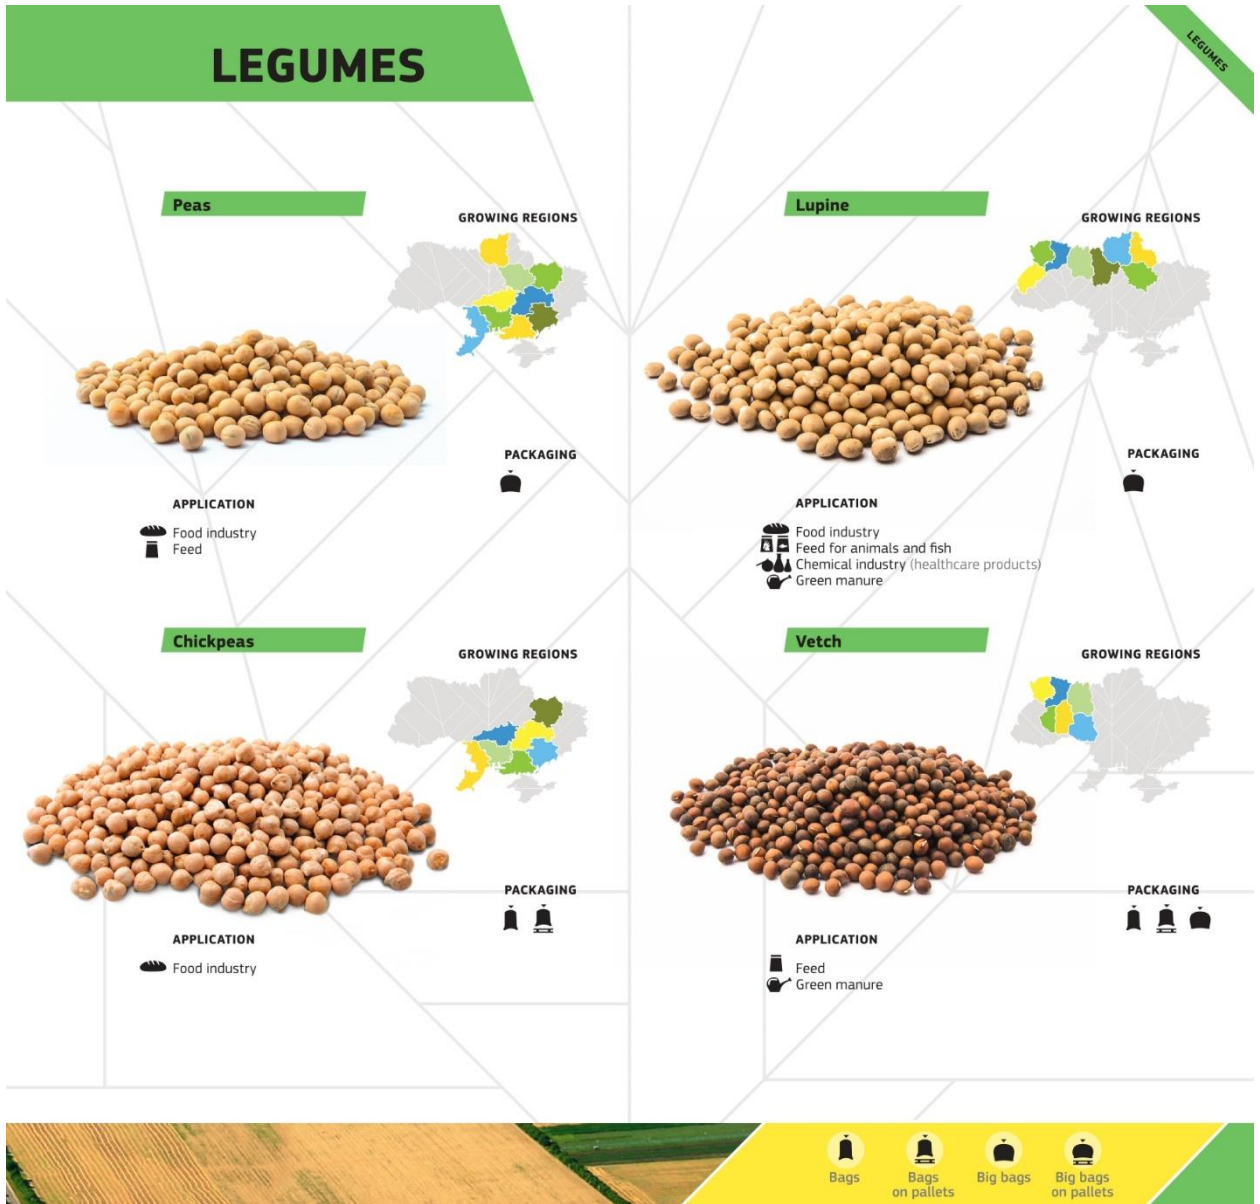 LEGUMES
LEGUMES
Peas
GROWING REGIONS
PACKAGING
APPLICATION
Food industry
Feed
Lupine
GROWING REGIONS
PACKAGING
APPLICATION
Food industry
Feed for animals and fish
Chemical industry (healthcare products)
Green manure
Chickpeas
GROWING REGIONS
PACKAGING
APPLICATION
Food industry
Vetch
GROWING REGIONS
PACKAGING
APPLICATION
Feed
Green manure
Bags
Bags
on pallets
Big bags
Big bags
on pallets